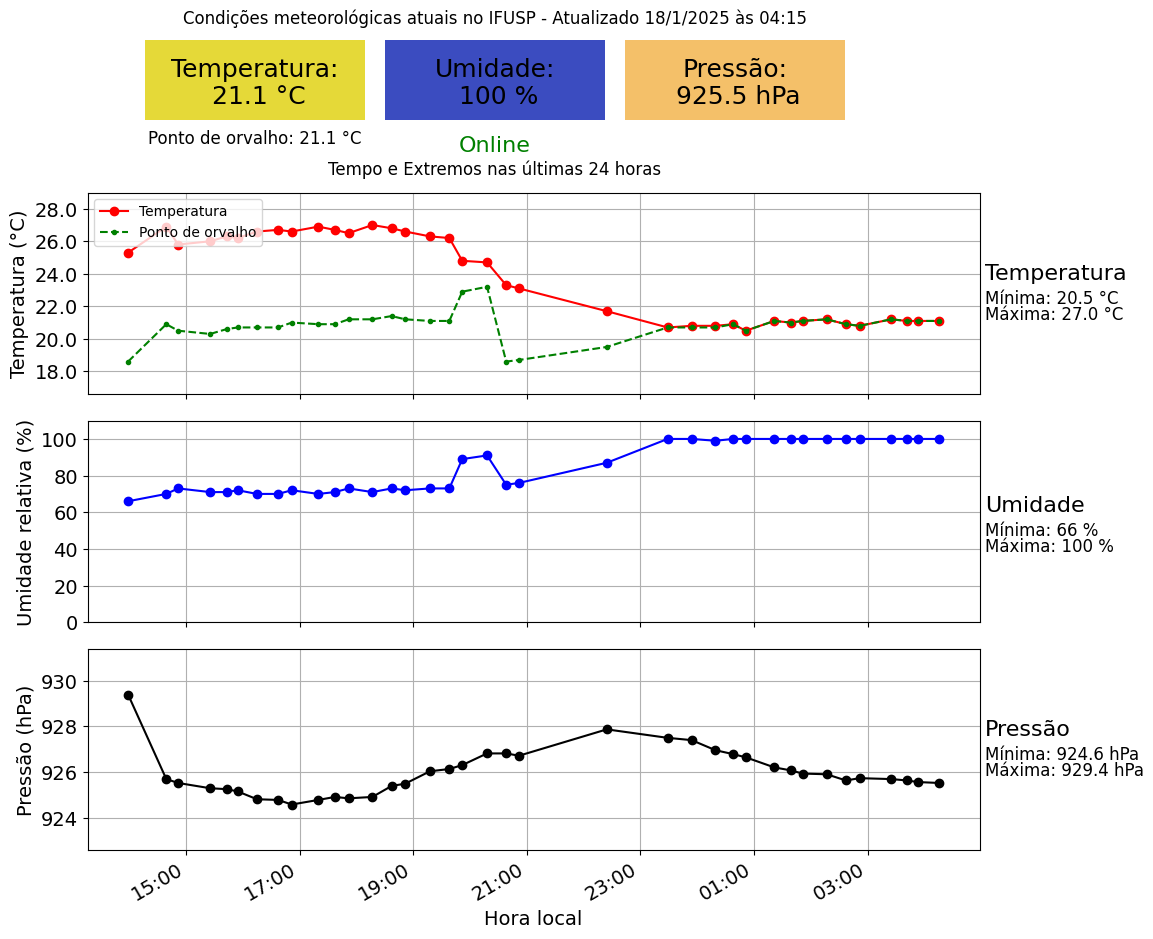 Condições meteorológicas atuais no IFUSP - Atualizado 18/1/2025 às 04:15
Temperatura:
21.1 °C
Umidade:
100 %
Pressão:
925.5 hPa
Ponto de orvalho: 21.1 °C
Online
Tempo e Extremos nas últimas 24 horas
Temperatura (°C)
28.0
26.0
24.0
22.0
20.0
18.0
Temperatura
Ponto de orvalho
Temperatura
Mínima: 20.5 °C
Máxima: 27.0 °C
Umidade relativa (%)
100
80
60
40
20
0
Umidade
Mínima: 66 %
Máxima: 100 %
Pressão (hPa)
930
928
926
924
Pressão
Mínima: 924.6 hPa
Máxima: 929.4 hPa
15:00
17:00
19:00
21:00
23:00
01:00
03:00
Hora local